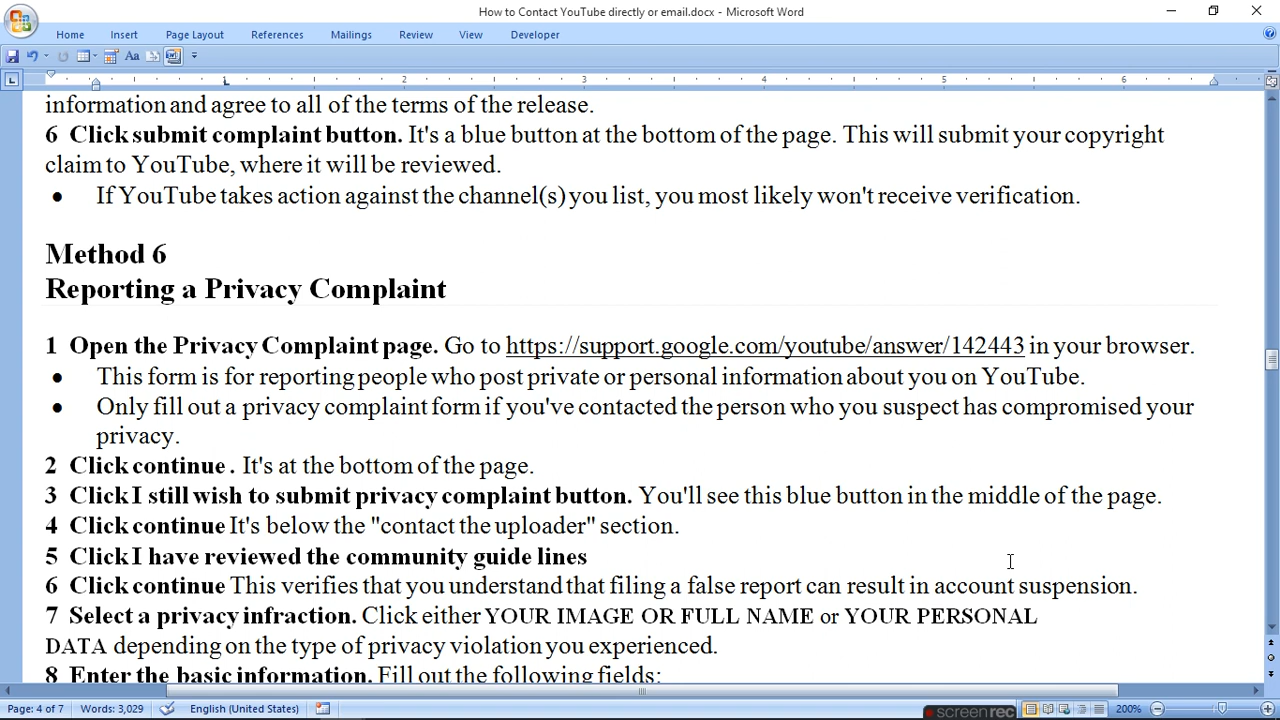 How to Contact YouTube directly or email.docx - Microsoft Word
Home Insert Page Layout References Mailings Review View Developer
Aa
1 2 3 4 5 6
information and agree to all of the terms of the release.
6 Click submit complaint button. It's a blue button at the bottom of the page. This will submit your copyright
claim to YouTube, where it will be reviewed.
● If YouTube takes action against the channel(s) you list, you most likely won't receive verification.
Method 6
Reporting a Privacy Complaint
1 Open the Privacy Complaint page. Go to https://support.google.com/youtube/answer/142443 in your browser.
● This form is for reporting people who post private or personal information about you on YouTube.
● Only fill out a privacy complaint form if you've contacted the person who you suspect has compromised your
privacy.
2 Click continue . It's at the bottom of the page.
3 Click I still wish to submit privacy complaint button. You'll see this blue button in the middle of the page.
4 Click continue It's below the "contact the uploader" section.
5 Click I have reviewed the community guide lines
6 Click continue This verifies that you understand that filing a false report can result in account suspension.
7 Select a privacy infraction. Click either YOUR IMAGE OR FULL NAME or YOUR PERSONAL
DATA depending on the type of privacy violation you experienced.
8 Enter the basic information. Fill out the following fields:
Page: 4 of 7 Words: 3,029 English (United States) screenrec 200%